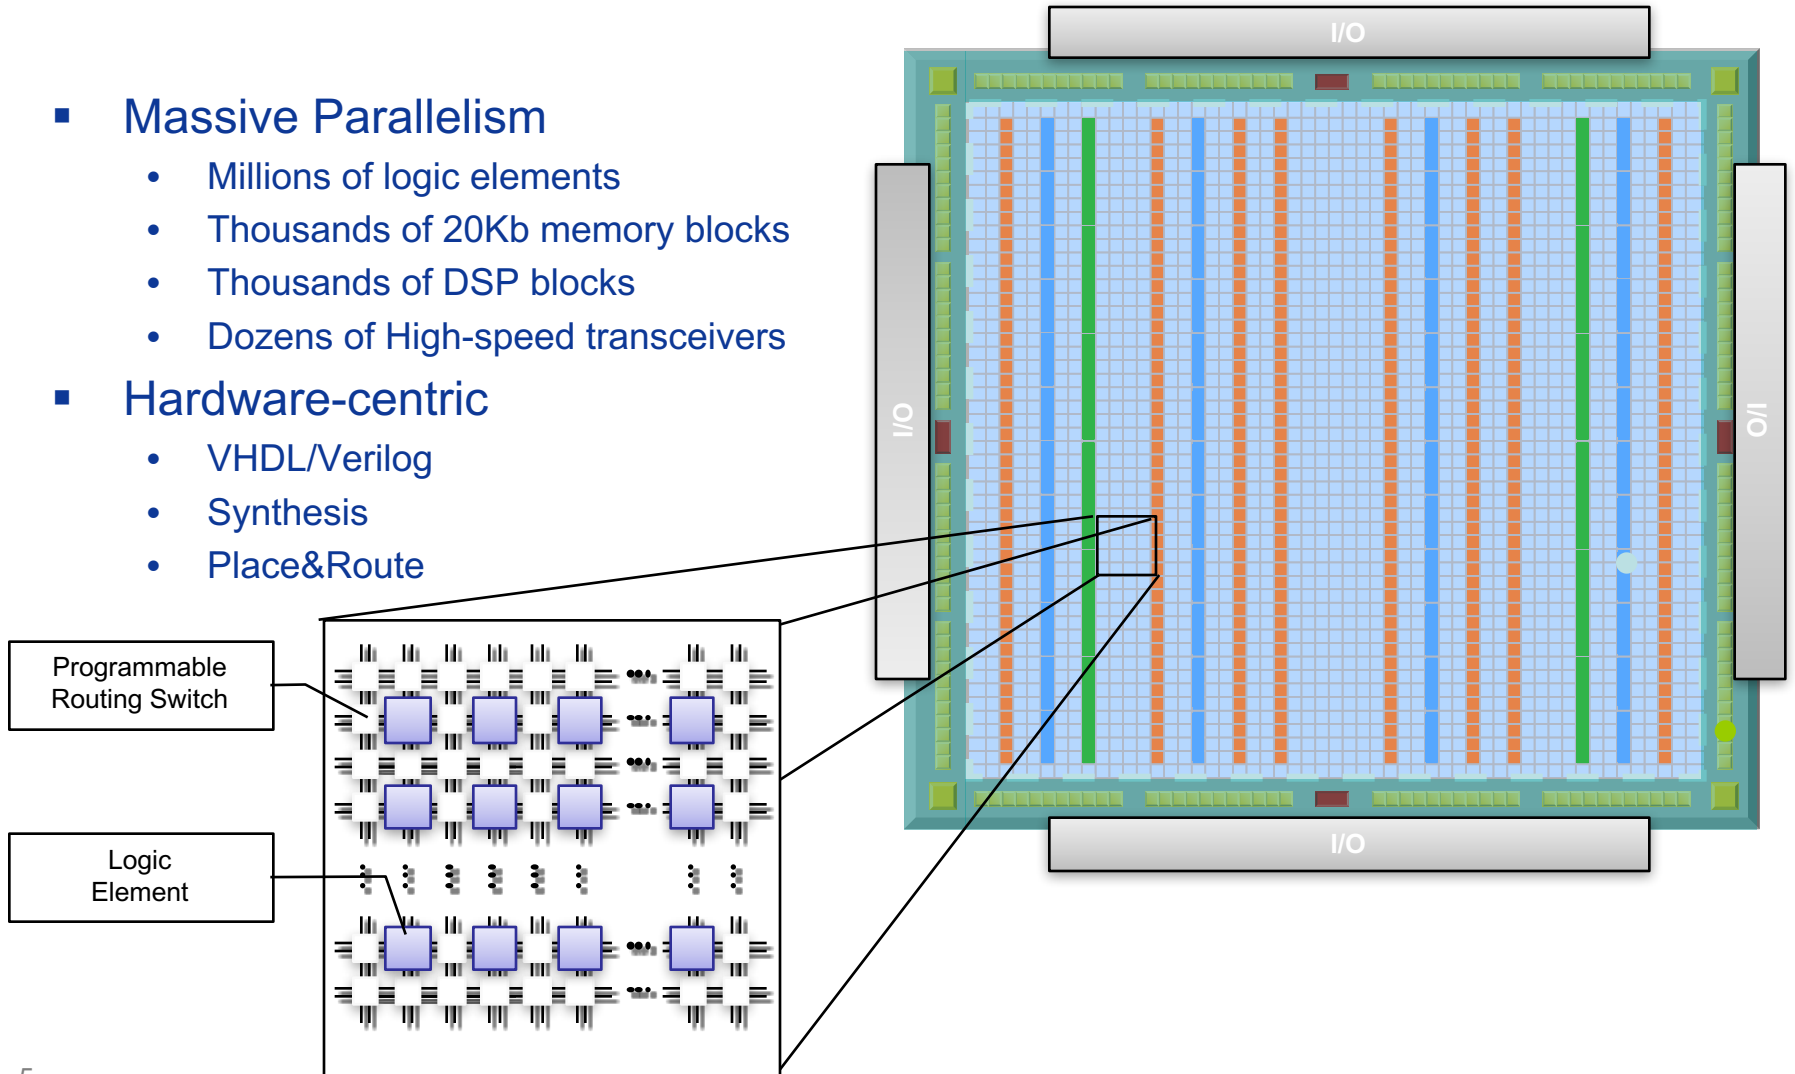 Massive Parallelism
Millions of logic elements
Thousands of 20Kb memory blocks
Thousands of DSP blocks
Dozens of High-speed transceivers
Hardware-centric
VHDL/Verilog
Synthesis
Place&Route
I/O
I/O
I/O
I/O
Programmable
Routing Switch
Logic
Element
5